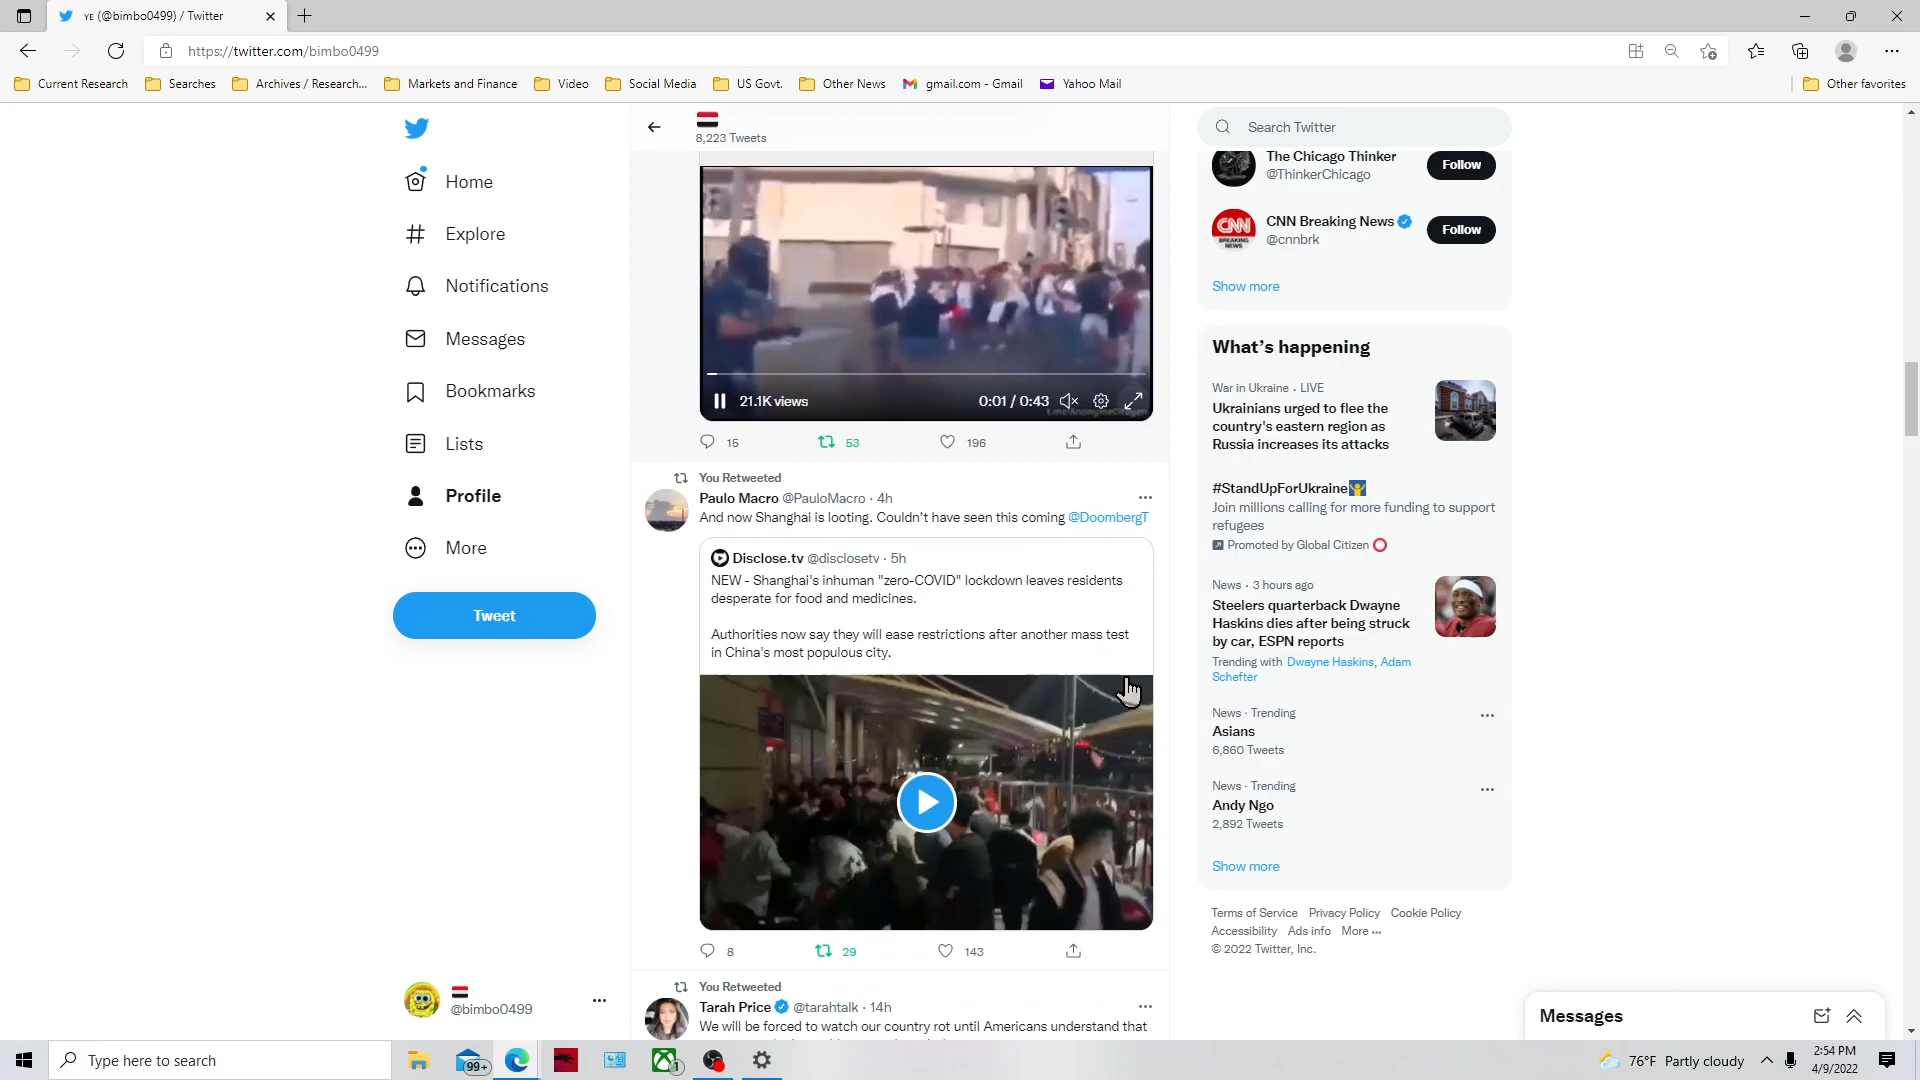 YE (@bimbo0499) / Twitter
https://twitter.com/bimbo0499
Current Research
Searches
Archives / Research...
Markets and Finance
Video
Social Media
US Govt.
Other News
gmail.com - Gmail
Yahoo Mail
Other favorites
Home
Explore
Notifications
Messages
Bookmarks
Lists
Profile
More
Tweet
@bimbo0499
8,223 Tweets
21.1K views
0:01 / 0:43
15
53
196
You Retweeted
Paulo Macro @PauloMacro · 4h
And now Shanghai is looting. Couldn't have seen this coming @DoombergT
Disclose.tv @disclosetv · 5h
NEW - Shanghai's inhuman "zero-COVID" lockdown leaves residents
desperate for food and medicines.
Authorities now say they will ease restrictions after another mass test
in China's most populous city.
8
29
143
You Retweeted
Tarah Price @tarahtalk · 14h
We will be forced to watch our country rot until Americans understand that
Search Twitter
The Chicago Thinker
@ThinkerChicago
Follow
CNN Breaking News
@cnnbrk
Follow
CNN
BREAKING
NEWS
Show more
What's happening
War in Ukraine · LIVE
Ukrainians urged to flee the
country's eastern region as
Russia increases its attacks
#StandUpForUkraine
Join millions calling for more funding to support
refugees
Promoted by Global Citizen
News · 3 hours ago
Steelers quarterback Dwayne
Haskins dies after being struck
by car, ESPN reports
Trending with Dwayne Haskins, Adam
Schefter
News · Trending
Asians
6,860 Tweets
News · Trending
Andy Ngo
2,892 Tweets
Show more
Terms of Service Privacy Policy Cookie Policy
Accessibility Ads info More ...
© 2022 Twitter, Inc.
Messages
Type here to search
99+
1
76°F Partly cloudy
2:54 PM
4/9/2022